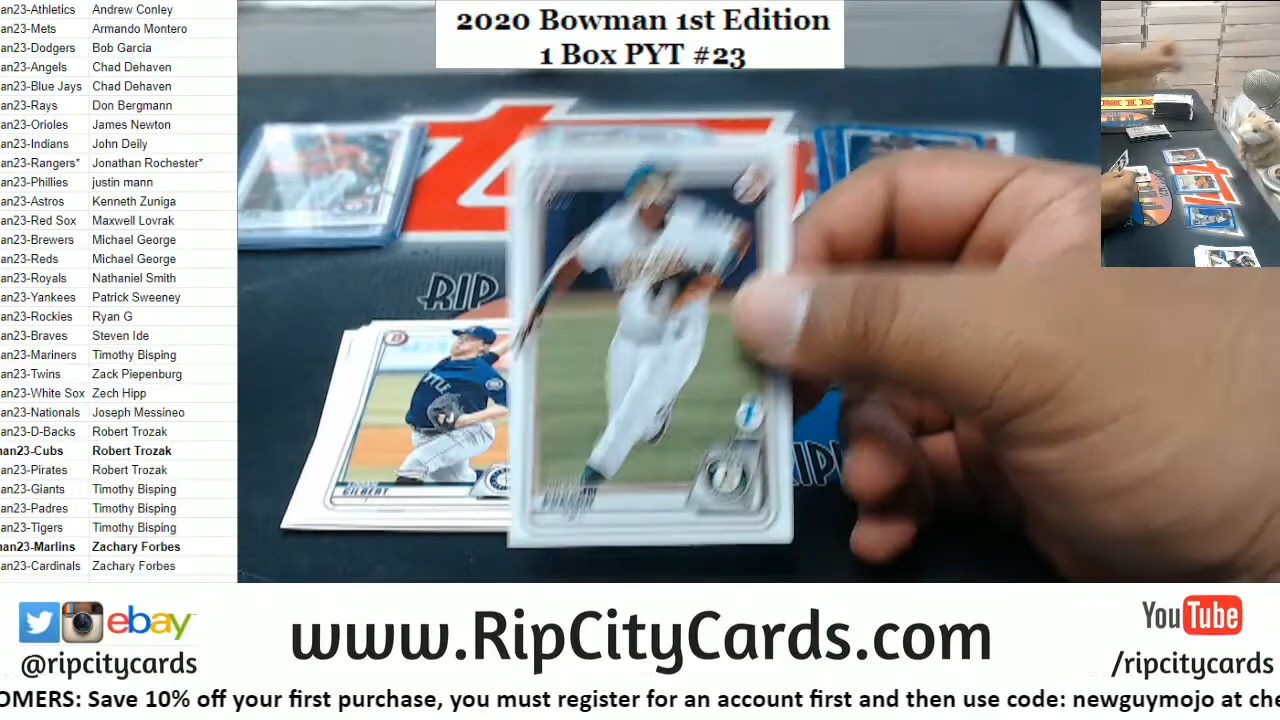 2020 Bowman 1st Edition
1 Box PYT #23
an23-Athletics Andrew Conley
an23-Mets Armando Montero
an23-Dodgers Bob Garcia
an23-Angels Chad Dehaven
an23-Blue Jays Chad Dehaven
an23-Rays Don Bergmann
an23-Orioles James Newton
an23-Indians John Deily
an23-Rangers* Jonathan Rochester*
an23-Phillies justin mann
an23-Astros Kenneth Zuniga
an23-Red Sox Maxwell Lovrak
an23-Brewers Michael George
an23-Reds Michael George
an23-Royals Nathaniel Smith
an23-Yankees Patrick Sweeney
an23-Rockies Ryan G
an23-Braves Steven Ide
an23-Mariners Timothy Bisping
an23-Twins Zack Piepenburg
an23-White Sox Zech Hipp
an23-Nationals Joseph Messineo
an23-D-Backs Robert Trozak
nan23-Cubs Robert Trozak
an23-Pirates Robert Trozak
an23-Giants Timothy Bisping
an23-Padres Timothy Bisping
an23-Tigers Timothy Bisping
nan23-Marlins Zachary Forbes
an23-Cardinals Zachary Forbes
RIP
GILBERT
RIP
ebay
@ripcitycards
www.RipCityCards.com
YouTube
/ripcitycards
OMERS: Save 10% off your first purchase, you must register for an account first and then use code: newguymojo at che